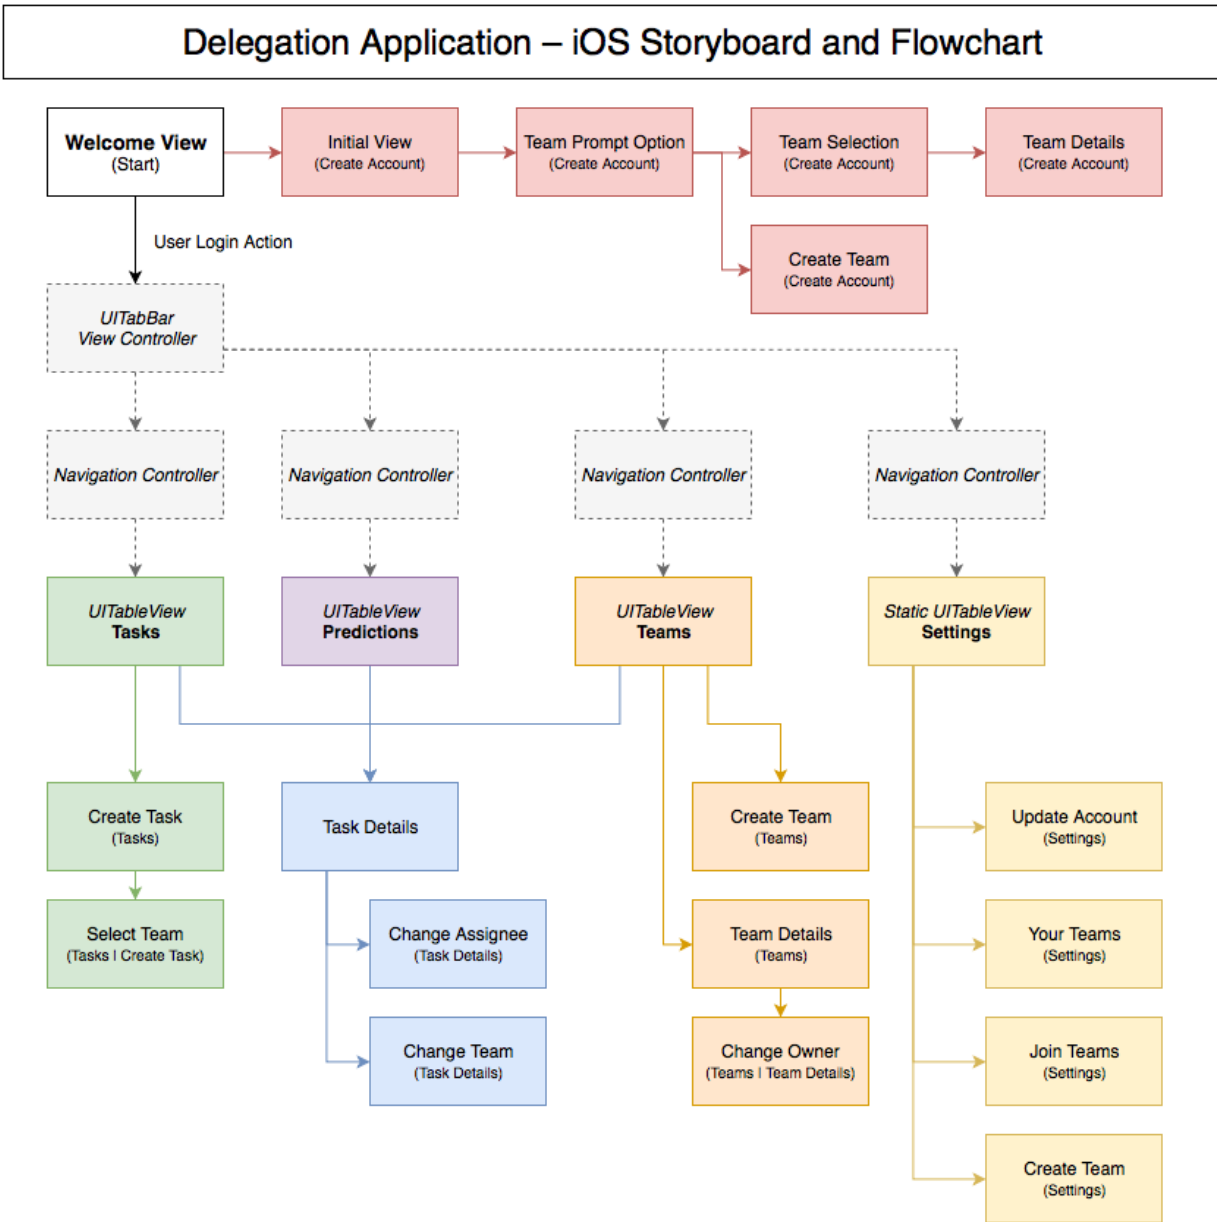 Delegation Application – iOS Storyboard and Flowchart
Welcome View
(Start)
Initial View
(Create Account)
Team Prompt Option
(Create Account)
Team Selection
(Create Account)
Team Details
(Create Account)
User Login Action
Create Team
(Create Account)
UITabBar
View Controller
Navigation Controller
Navigation Controller
Navigation Controller
Navigation Controller
UITableView
Tasks
UITableView
Predictions
UITableView
Teams
Static UITableView
Settings
Create Task
(Tasks)
Task Details
Create Team
(Teams)
Update Account
(Settings)
Select Team
(Tasks | Create Task)
Change Assignee
(Task Details)
Team Details
(Teams)
Your Teams
(Settings)
Change Team
(Task Details)
Change Owner
(Teams | Team Details)
Join Teams
(Settings)
Create Team
(Settings)